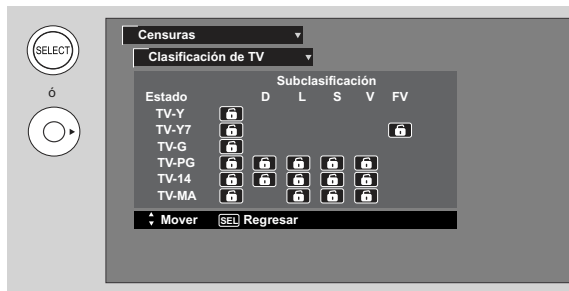 SELECT
ó
Censuras
Clasificación de TV
Subclasificación
Estado D L S V FV
TV-Y
TV-Y7
TV-G
TV-PG
TV-14
TV-MA
Mover SEL Regresar